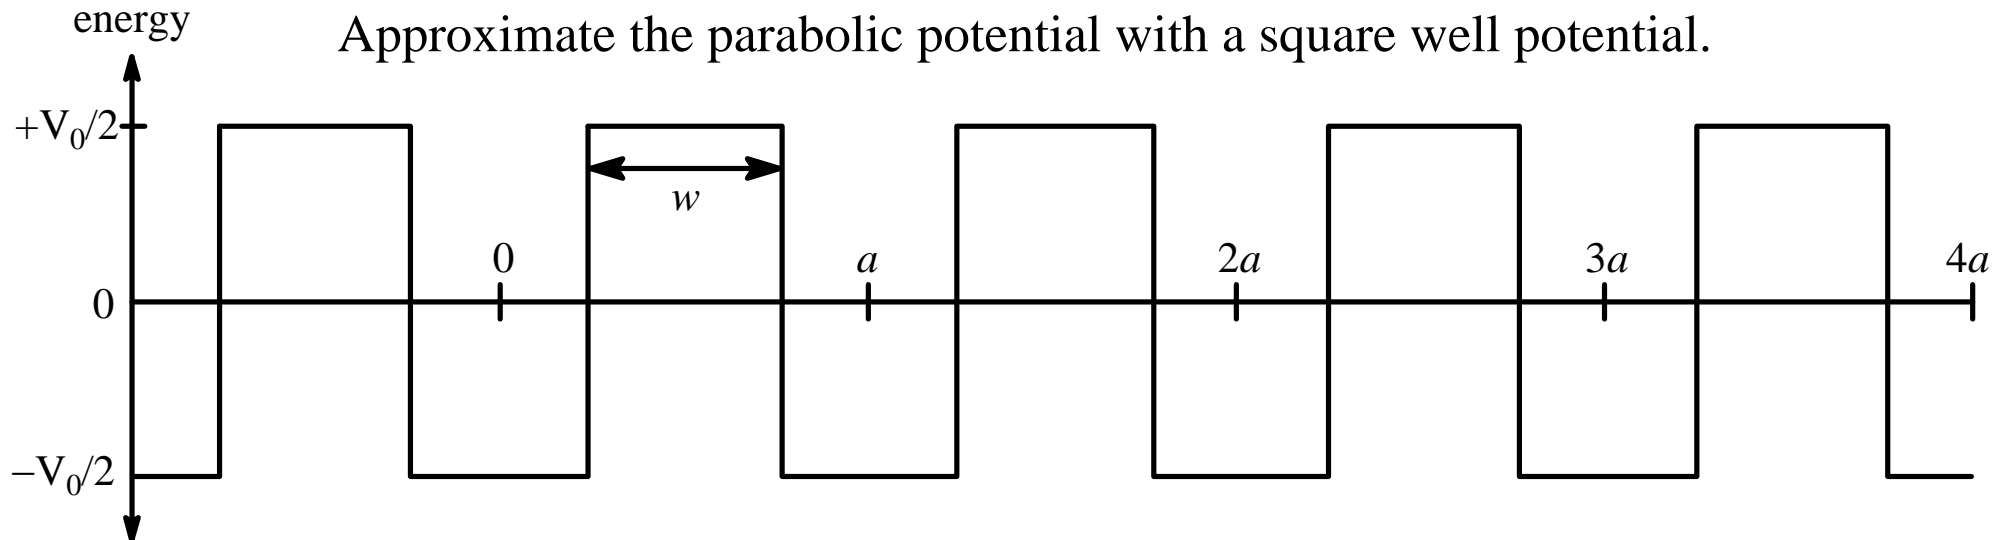 energy
Approximate the parabolic potential with a square well potential.
+V₀/2
w
0
a
2a
3a
4a
0
−V₀/2